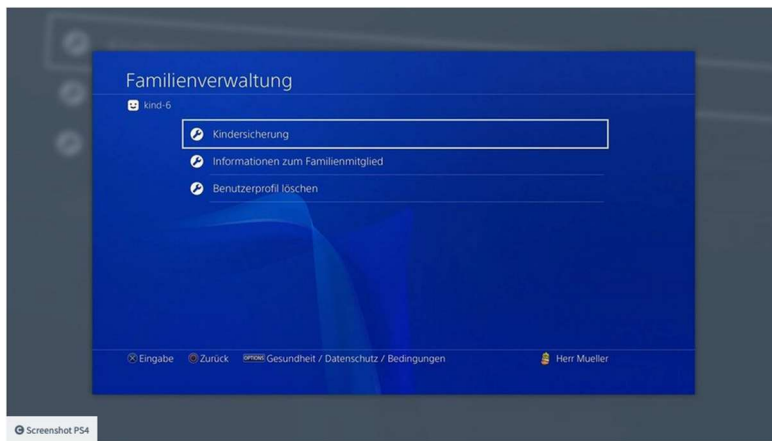 Familienverwaltung
kind-6
Kindersicherung
Informationen zum Familienmitglied
Benutzerprofil löschen
Eingabe Zurück OPTIONS Gesundheit / Datenschutz / Bedingungen Herr Mueller
Screenshot PS4